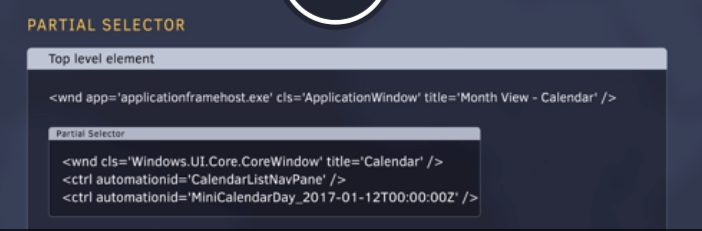 PARTIAL SELECTOR
Top level element
<wnd app='applicationframehost.exe' cls='ApplicationWindow' title='Month View - Calendar' />
Partial Selector
<wnd cls='Windows.UI.Core.CoreWindow' title='Calendar' />
<ctrl automationid='CalendarListNavPane' />
<ctrl automationid='MiniCalendarDay_2017-01-12T00:00:00Z' />